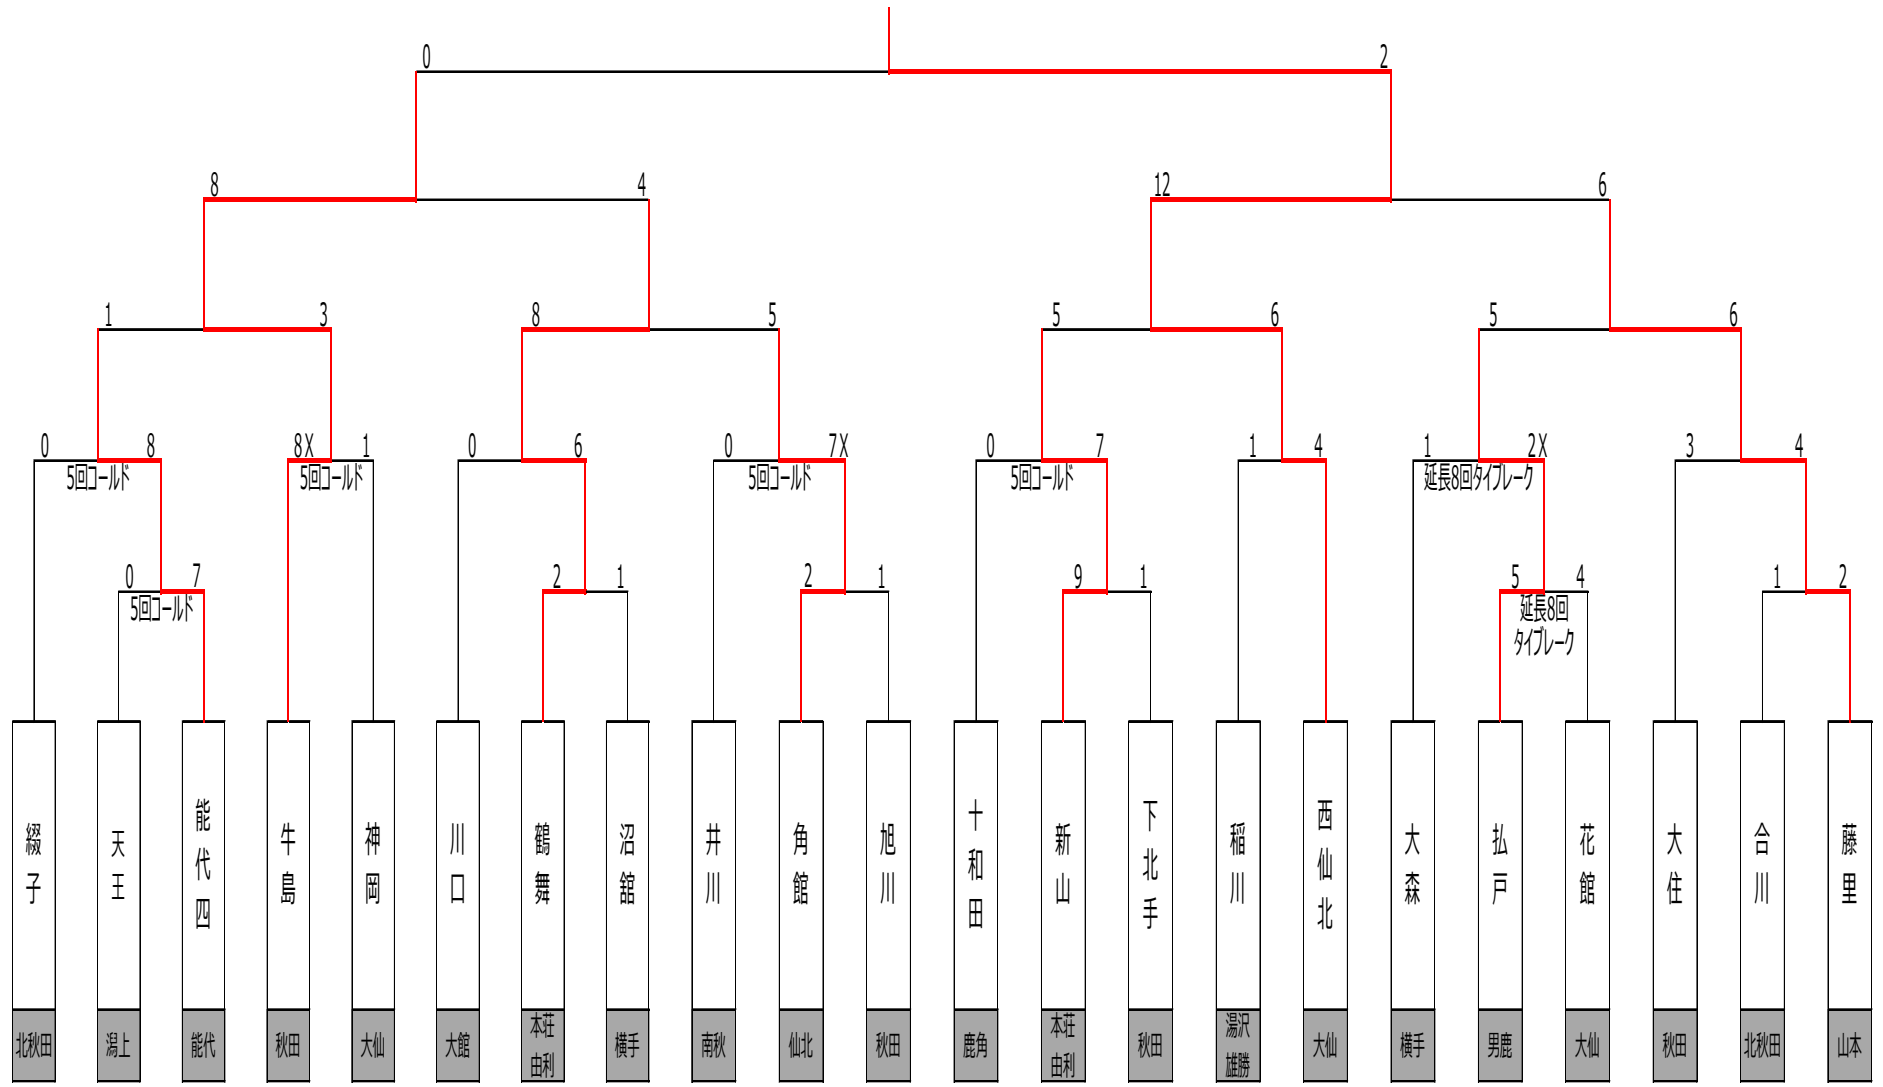 0 2
8 4 12 6
1 3 8 5 5 6 5 6
0 8 8X 1 0 6 0 7X 0 7 1 4 1 2X 3 4
5回コールド 5回コールド 5回コールド 5回コールド 延長8回タイブレーク
0 7 2 1 2 1 9 1 5 4 1 2
5回コールド 延長8回
タイブレーク
綴子
天王
能代四
牛島
神岡
川口
鶴舞
沼舘
井川
角館
旭川
十和田
新山
下北手
稲川
西仙北
大森
払戸
花館
大住
合川
藤里
北秋田
潟上
能代
秋田
大仙
大館
本荘
由利
横手
南秋
仙北
秋田
鹿角
本荘
由利
秋田
湯沢
雄勝
大仙
横手
男鹿
大仙
秋田
北秋田
山本